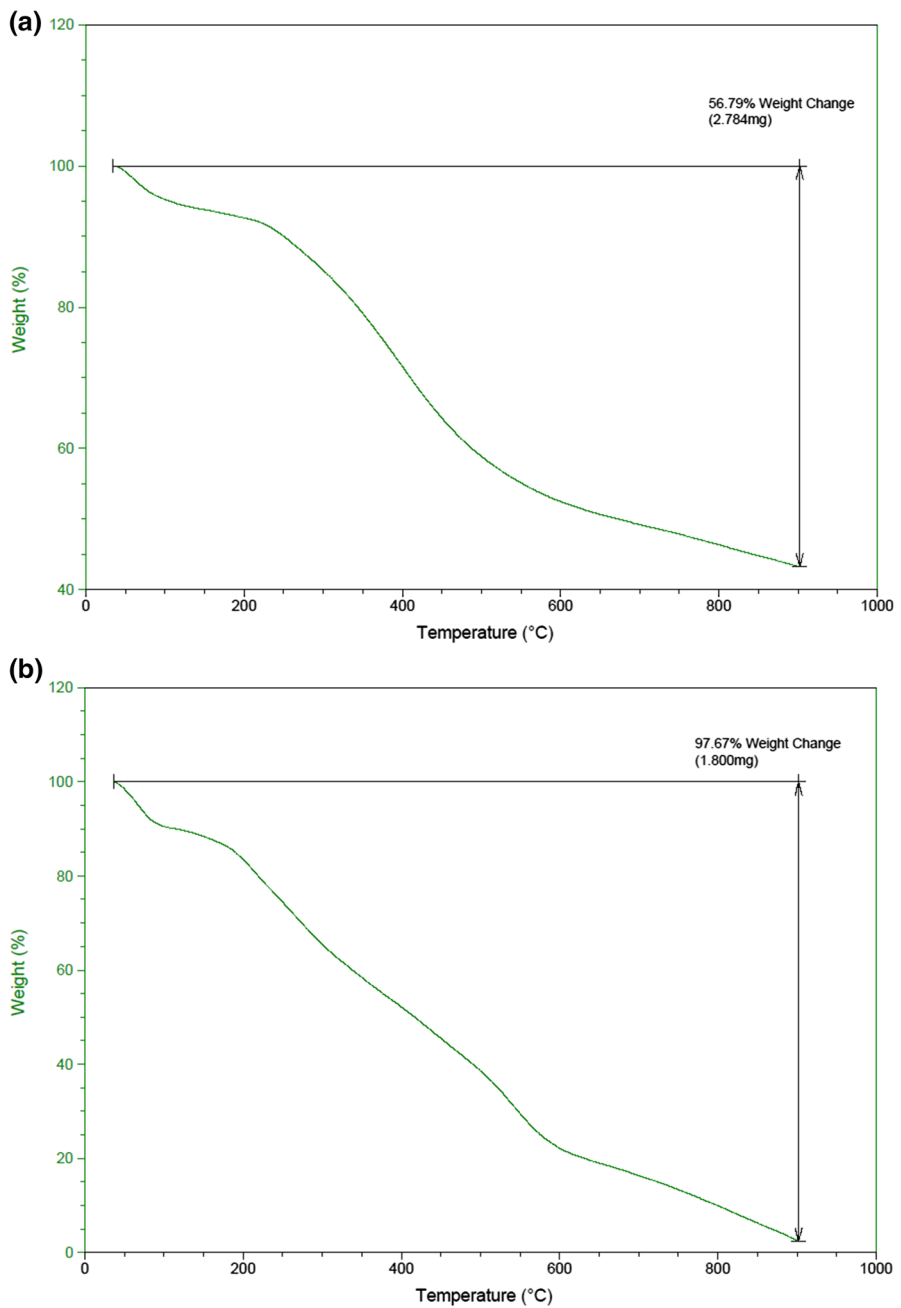 (a)
120
100
80
60
40
Weight (%)
56.79% Weight Change
(2.784mg)
0
200
400
600
800
1000
Temperature (°C)
(b)
120
100
80
60
40
20
0
Weight (%)
97.67% Weight Change
(1.800mg)
0
200
400
600
800
1000
Temperature (°C)